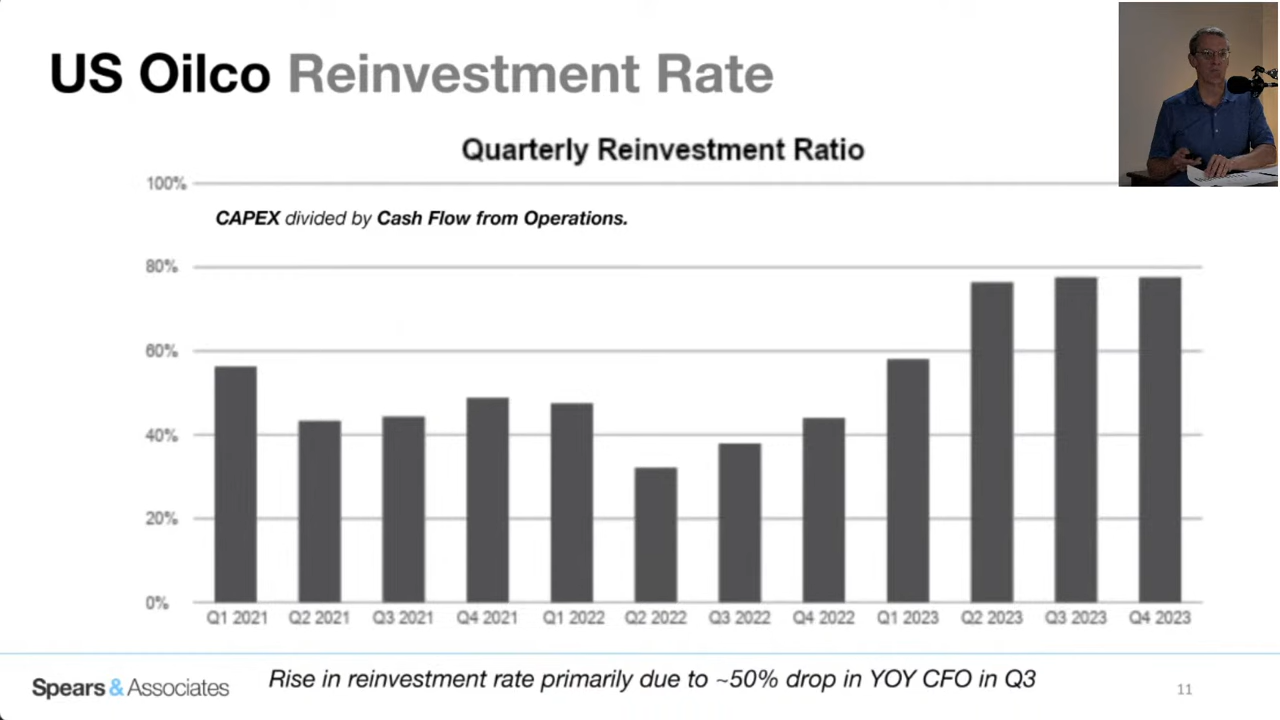 US Oilco Reinvestment Rate
Quarterly Reinvestment Ratio
100%
CAPEX divided by Cash Flow from Operations.
80%
60%
40%
20%
0%
Q1 2021 Q2 2021 Q3 2021 Q4 2021 Q1 2022 Q2 2022 Q3 2022 Q4 2022 Q1 2023 Q2 2023 Q3 2023 Q4 2023
Spears & Associates
Rise in reinvestment rate primarily due to ~50% drop in YOY CFO in Q3
11